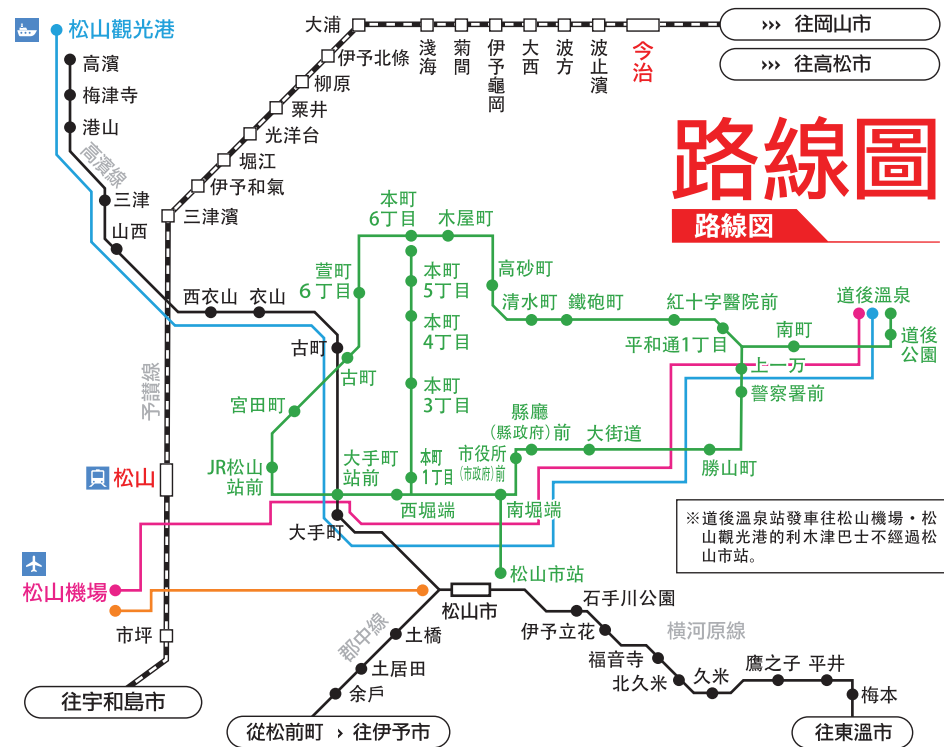 路線圖
路線図
往岡山市
往高松市
松山觀光港
高濱
梅津寺
港山
高濱線
三津
山西
西衣山
衣山
古町
大手町
大浦
伊予北條
柳原
粟井
光洋台
堀江
伊予和氣
三津濱
淺海
菊間
伊予龜岡
大西
波方
波止濱
今治
予讃線
松山
市坪
往宇和島市
本町
6丁目
木屋町
萱町
6丁目
本町
5丁目
本町
4丁目
本町
3丁目
本町
1丁目
高砂町
清水町
鐵砲町
紅十字醫院前
平和通1丁目
南町
道後溫泉
道後
公園
上一万
警察署前
勝山町
大街道
縣廳
(縣政府)前
市役所
(市政府)前
南堀端
西堀端
大手町
站前
JR松山
站前
宮田町
古町
松山市站
松山機場
松山市
郡中線
土橋
土居田
余戶
從松前町 › 往伊予市
石手川公園
伊予立花
橫河原線
福音寺
北久米
久米
鷹之子
平井
梅本
往東溫市
※道後溫泉站發車往松山機場・松
山觀光港的利木津巴士不經過松
山市站。